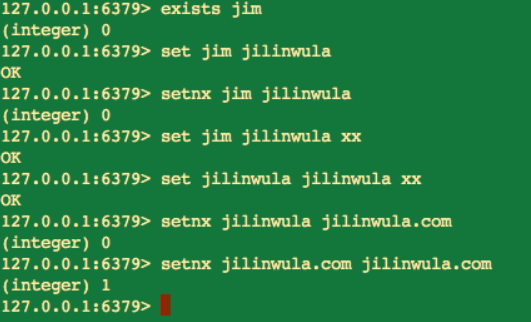 127.0.0.1:6379> exists jim
(integer) 0
127.0.0.1:6379> set jim jilinwula
OK
127.0.0.1:6379> setnx jim jilinwula
(integer) 0
127.0.0.1:6379> set jim jilinwula xx
OK
127.0.0.1:6379> set jilinwula jilinwula xx
OK
127.0.0.1:6379> setnx jilinwula jilinwula.com
(integer) 0
127.0.0.1:6379> setnx jilinwula.com jilinwula.com
(integer) 1
127.0.0.1:6379>